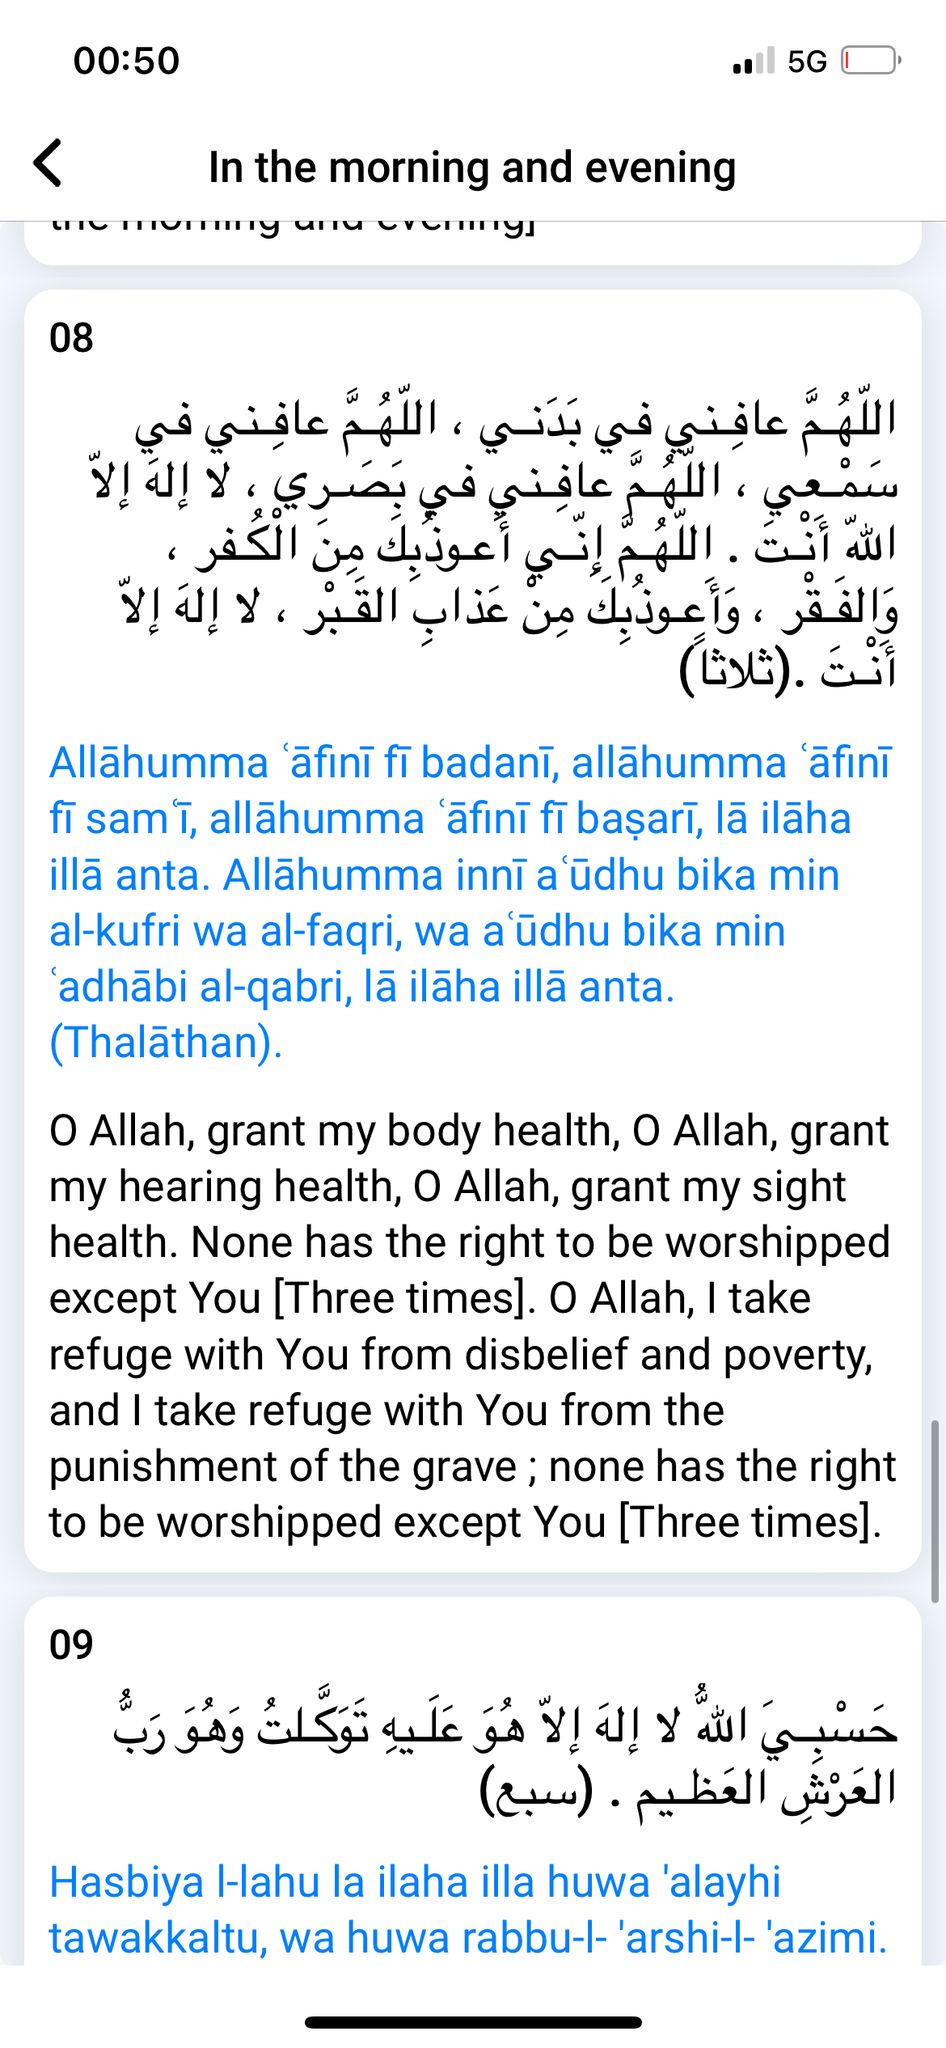 00:50
5G
In the morning and evening
the morning and evening]
08
اللّهُـمَّ عافِـني في بَدَنـي ، اللّهُـمَّ عافِـني في
سَمْـعي ، اللّهُـمَّ عافِـني في بَصَـري ، لا إلهَ إلاّ
اللّهُ أَنْـتَ . اللّهُـمَّ إِنّـي أَعـوذُبِكَ مِنَ الْكُـفر ،
وَالفَـقْر ، وَأَعـوذُبِكَ مِنْ عَذابِ القَـبْر ، لا إلهَ إلاّ
أَنْـتَ .(ثلاثاً)
Allāhumma ʿāfinī fī badanī, allāhumma ʿāfinī
fī samʿī, allāhumma ʿāfinī fī baṣarī, lā ilāha
illā anta. Allāhumma innī aʿūdhu bika min
al-kufri wa al-faqri, wa aʿūdhu bika min
ʿadhābi al-qabri, lā ilāha illā anta.
(Thalāthan).
O Allah, grant my body health, O Allah, grant
my hearing health, O Allah, grant my sight
health. None has the right to be worshipped
except You [Three times]. O Allah, I take
refuge with You from disbelief and poverty,
and I take refuge with You from the
punishment of the grave ; none has the right
to be worshipped except You [Three times].
09
حَسْبِـيَ اللّهُ لا إلهَ إلاّ هُوَ عَلَـيهِ تَوَكَّـلتُ وَهُوَ رَبُّ
العَرْشِ العَظـيم . (سبع)
Hasbiya l-lahu la ilaha illa huwa 'alayhi
tawakkaltu, wa huwa rabbu-l- 'arshi-l- 'azimi.